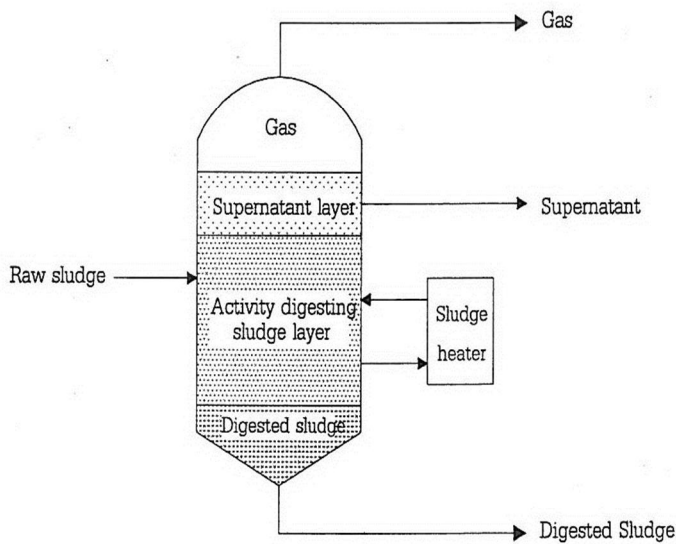 Gas
Gas
Supernatant layer
Supernatant
Raw sludge
Activity digesting
sludge layer
Sludge
heater
Digested sludge
Digested Sludge